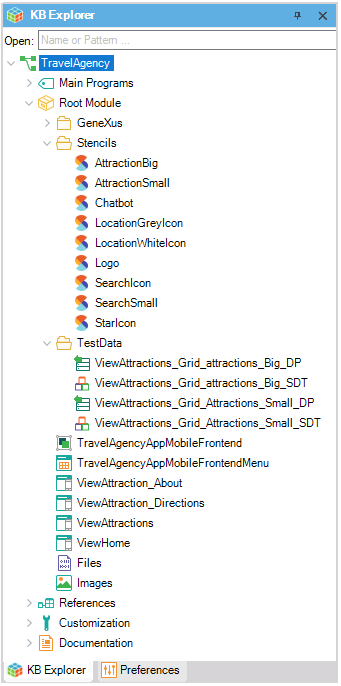 KB Explorer
Open: Name or Pattern ...
TravelAgency
Main Programs
Root Module
GeneXus
Stencils
AttractionBig
AttractionSmall
Chatbot
LocationGreyIcon
LocationWhiteIcon
Logo
SearchIcon
SearchSmall
StarIcon
TestData
ViewAttractions_Grid_attractions_Big_DP
ViewAttractions_Grid_attractions_Big_SDT
ViewAttractions_Grid_Attractions_Small_DP
ViewAttractions_Grid_Attractions_Small_SDT
TravelAgencyAppMobileFrontend
TravelAgencyAppMobileFrontendMenu
ViewAttraction_About
ViewAttraction_Directions
ViewAttractions
ViewHome
Files
Images
References
Customization
Documentation
KB Explorer Preferences